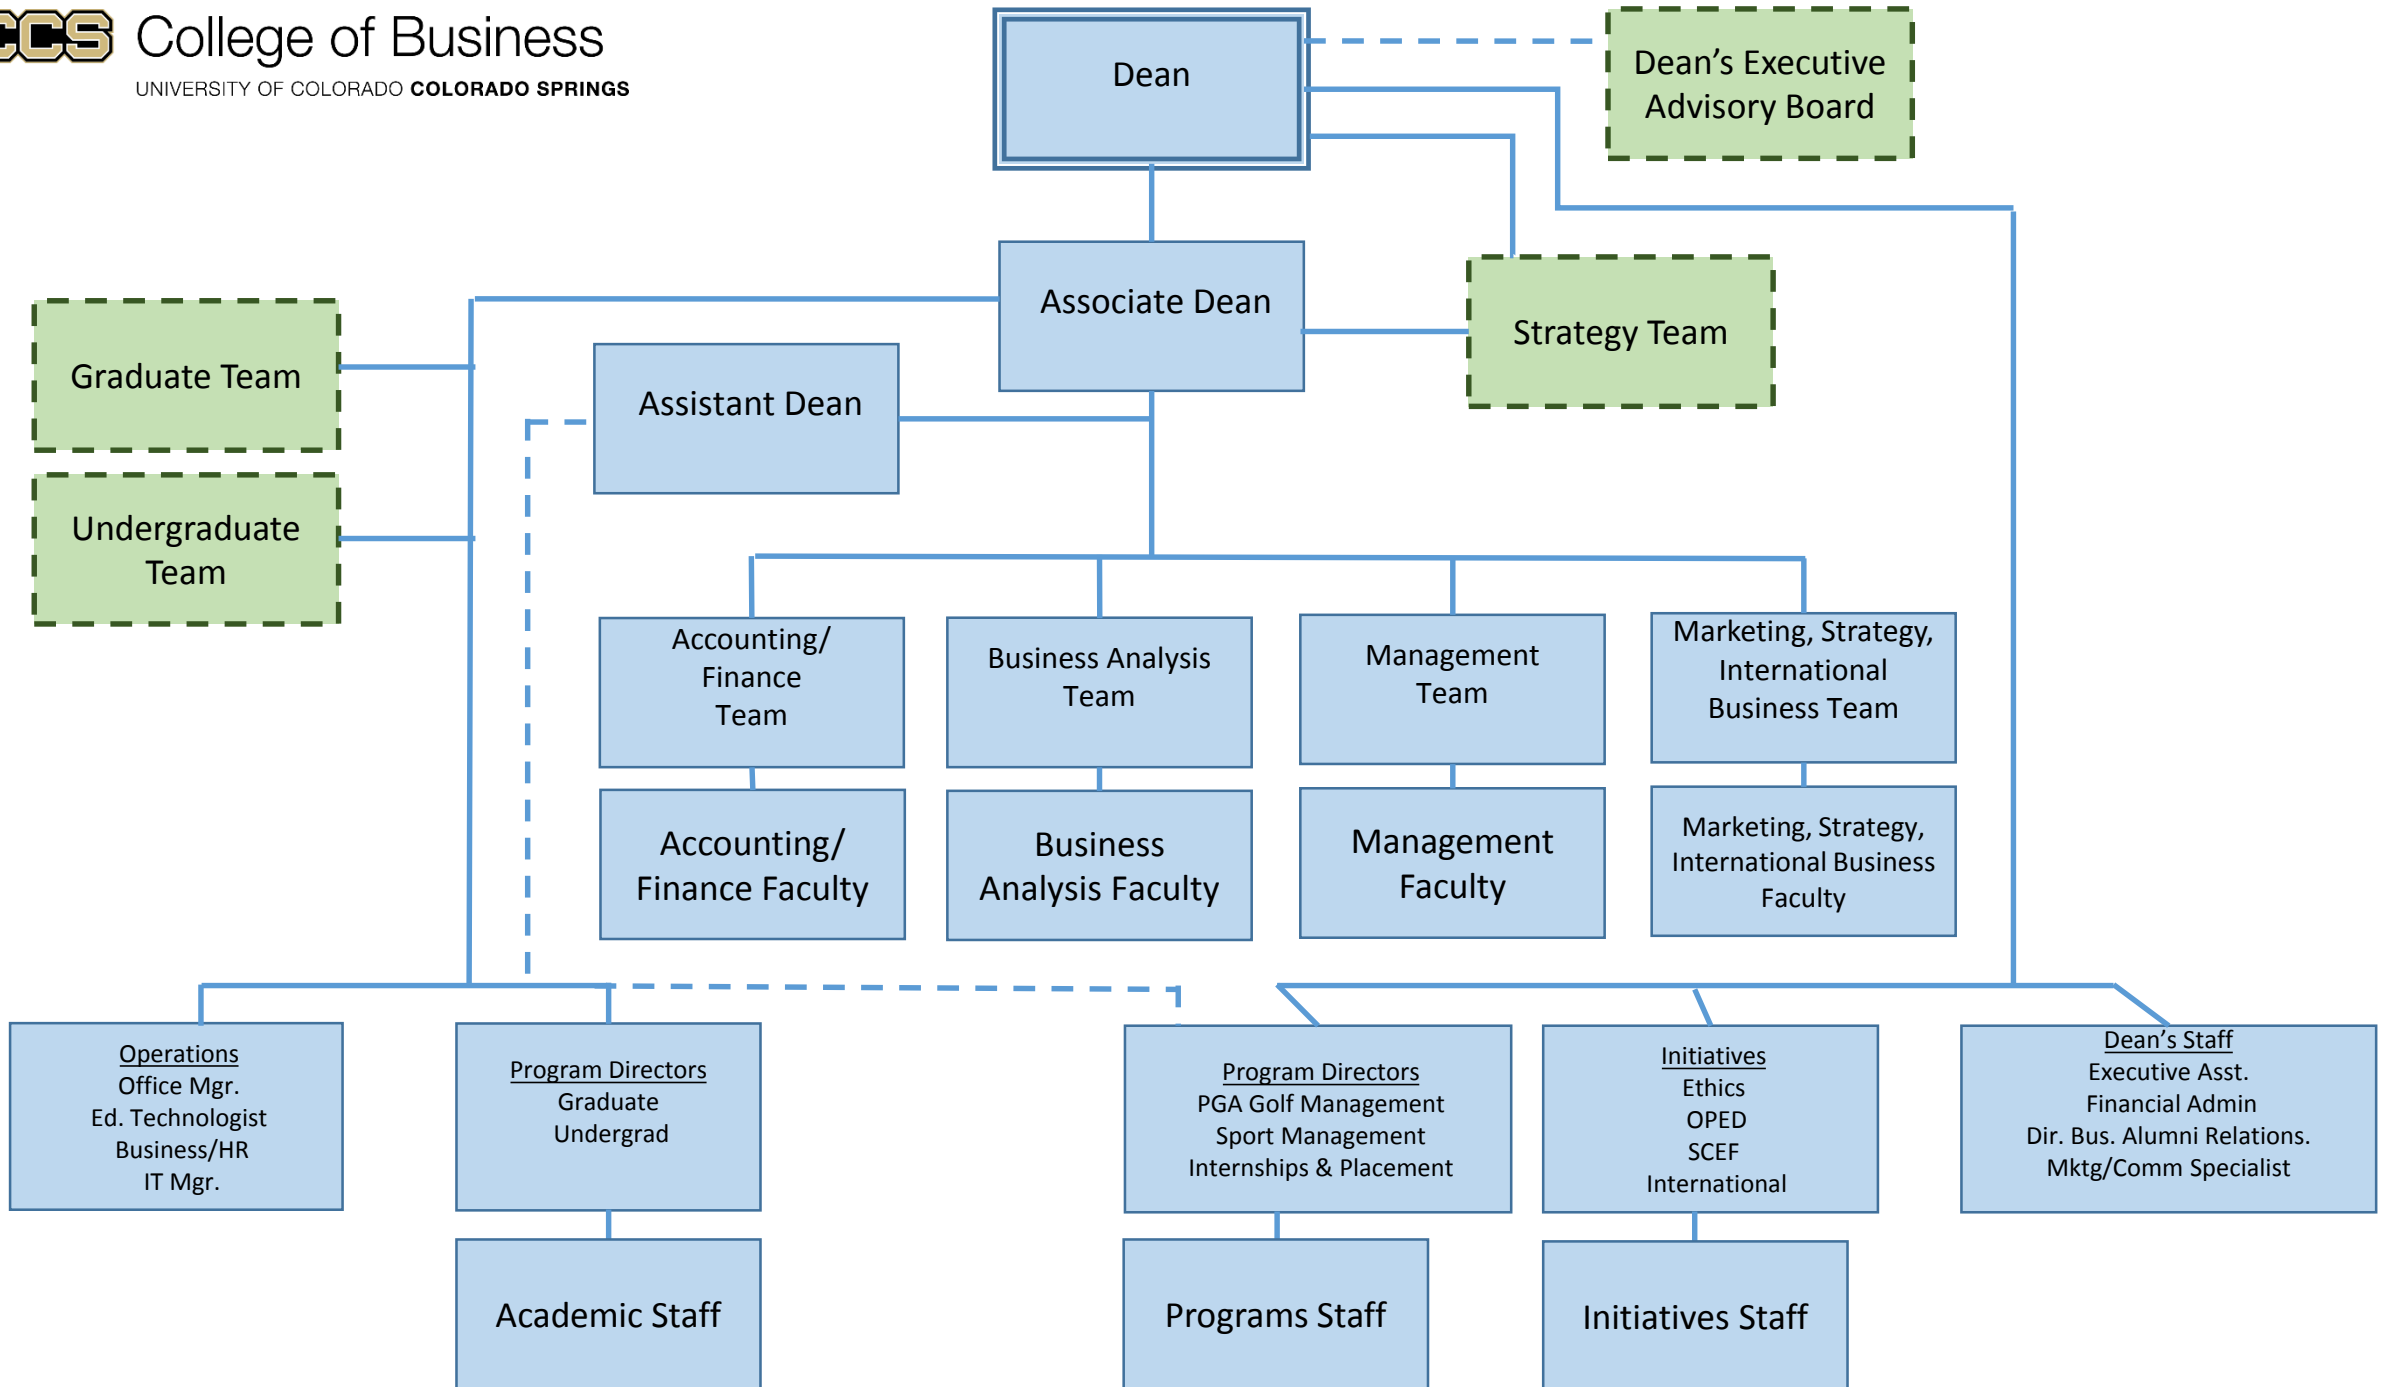 College of Business
UNIVERSITY OF COLORADO COLORADO SPRINGS
Dean
Dean’s Executive
Advisory Board
Associate Dean
Strategy Team
Graduate Team
Assistant Dean
Undergraduate
Team
Accounting/
Finance
Team
Business Analysis
Team
Management
Team
Marketing, Strategy,
International
Business Team
Accounting/
Finance Faculty
Business
Analysis Faculty
Management
Faculty
Marketing, Strategy,
International Business
Faculty
Operations
Office Mgr.
Ed. Technologist
Business/HR
IT Mgr.
Program Directors
Graduate
Undergrad
Program Directors
PGA Golf Management
Sport Management
Internships & Placement
Initiatives
Ethics
OPED
SCEF
International
Dean’s Staff
Executive Asst.
Financial Admin
Dir. Bus. Alumni Relations.
Mktg/Comm Specialist
Academic Staff
Programs Staff
Initiatives Staff